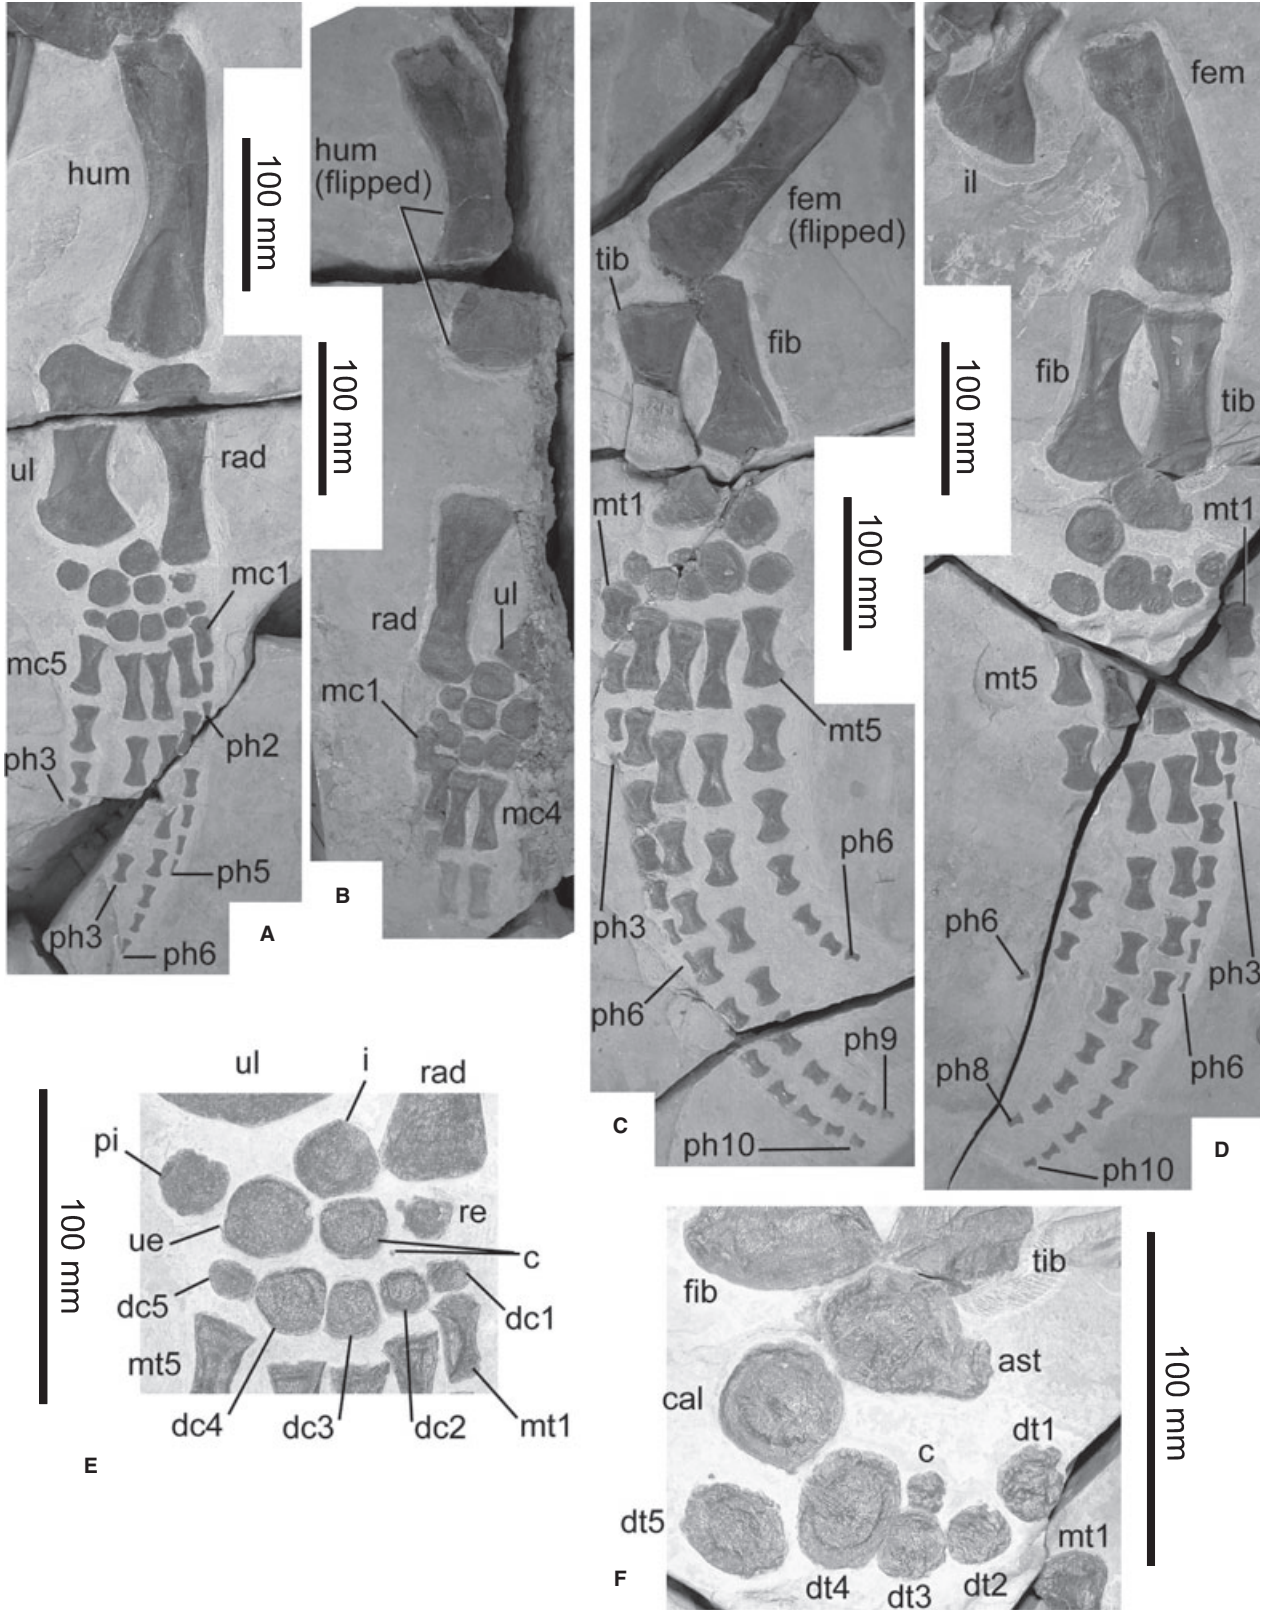 hum
100 mm
ul
rad
mc1
mc5
ph2
ph3
ph5
ph3
ph6
A
hum
(flipped)
100 mm
rad
ul
mc1
mc4
B
fem
(flipped)
tib
fib
mt1
100 mm
mt5
ph6
ph3
ph6
ph9
ph10
C
fem
il
fib
100 mm
tib
mt1
mt5
ph6
ph3
ph8
ph6
ph10
D
ul
i
rad
pi
re
ue
c
100 mm
dc5
dc1
mt5
dc4
dc3
dc2
mt1
E
fib
tib
ast
cal
100 mm
c
dt1
dt5
mt1
dt4
dt3
dt2
F